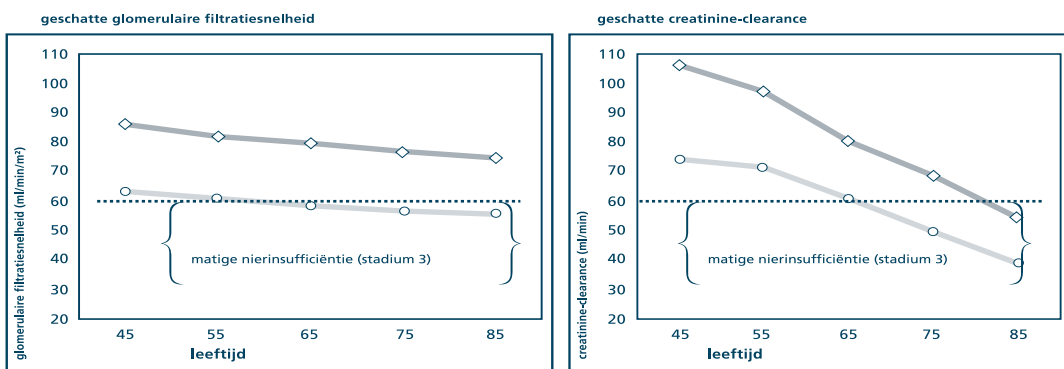 geschatte glomerulaire filtratiesnelheid
glomerulaire filtratiesnelheid (ml/min/m²)
110
100
90
80
70
60
50
40
30
20
matige nierinsufficiëntie (stadium 3)
45 55 65 75 85
leeftijd
geschatte creatinine-clearance
creatinine-clearance (ml/min)
110
100
90
80
70
60
50
40
30
20
matige nierinsufficiëntie (stadium 3)
45 55 65 75 85
leeftijd